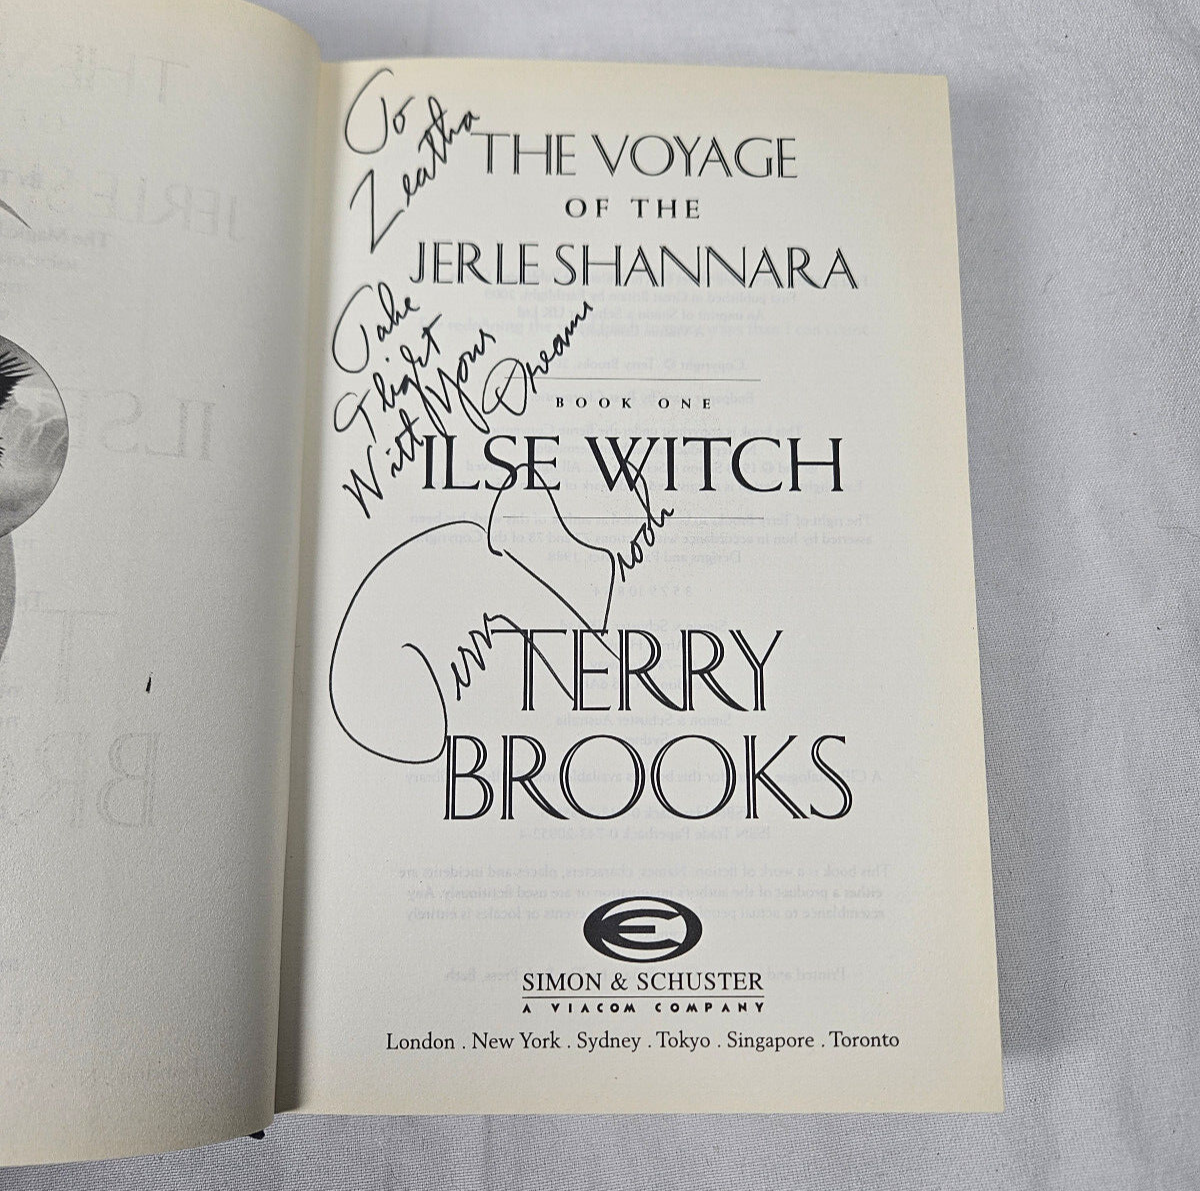 To
Zeatha
THE VOYAGE
OF THE
JERLE SHANNARA
Take
Flight
With Your
Dreams
BOOK ONE
ILSE WITCH
Terry Brooks
TERRY
BROOKS
SIMON & SCHUSTER
A VIACOM COMPANY
London . New York . Sydney . Tokyo . Singapore . Toronto